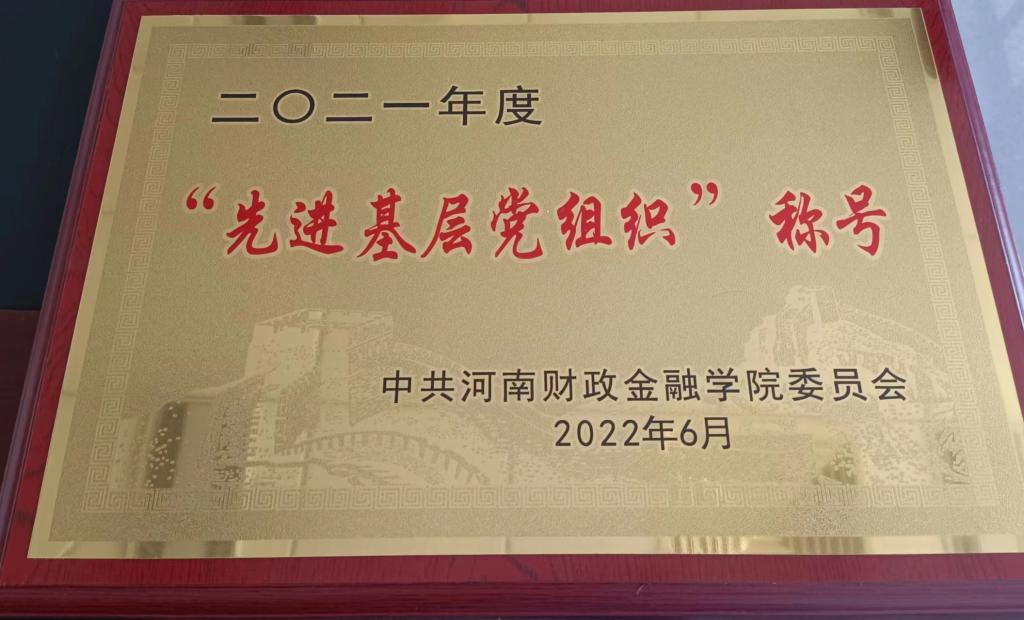 二〇二一年度
“先进基层党组织”称号
中共河南财政金融学院委员会
2022年6月